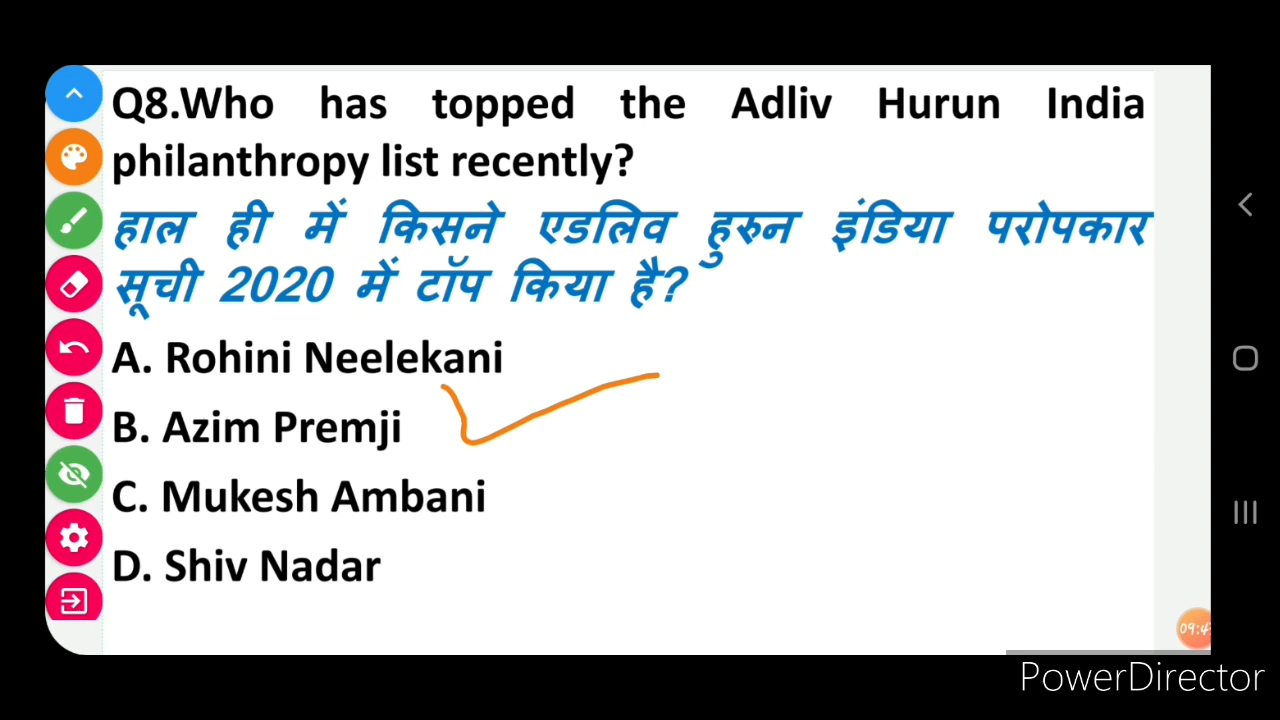 Q8.Who has topped the Adliv Hurun India
philanthropy list recently?
हाल ही में किसने एडलिव हुरुन इंडिया परोपकार
सूची 2020 में टॉप किया है?
A. Rohini Neelekani
B. Azim Premji
C. Mukesh Ambani
D. Shiv Nadar
PowerDirector